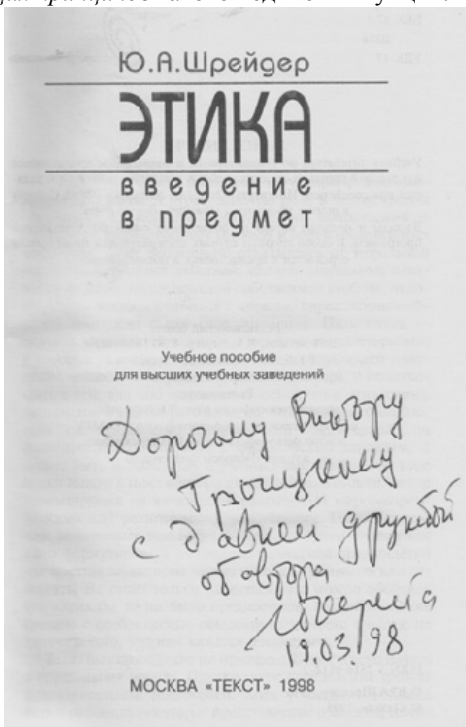 Ю.А.Шрейдер
ЭТИКА
введение
в предмет
Учебное пособие
для высших учебных заведений
Дорогому Виктору
Троицкому
с давней дружбой
от автора
19.03/98
МОСКВА «ТЕКСТ» 1998